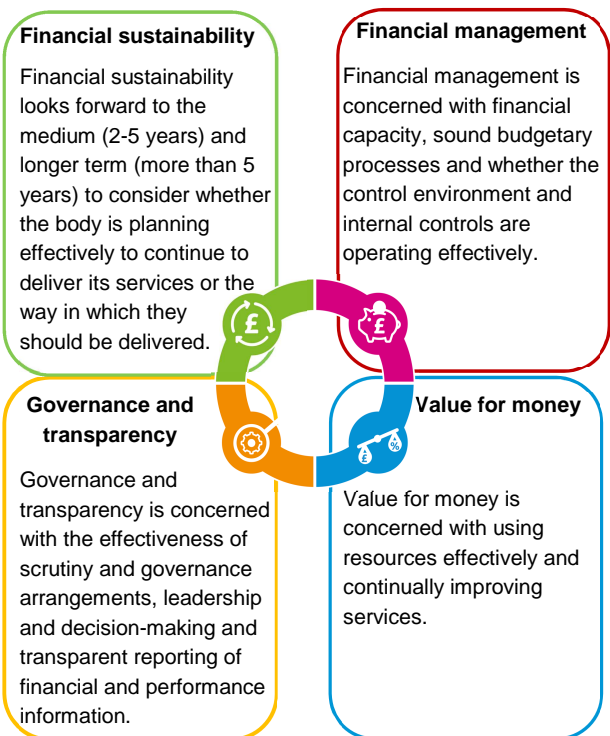 Financial sustainability
Financial sustainability
looks forward to the
medium (2-5 years) and
longer term (more than 5
years) to consider whether
the body is planning
effectively to continue to
deliver its services or the
way in which they
should be delivered.
Financial management
Financial management is
concerned with financial
capacity, sound budgetary
processes and whether the
control environment and
internal controls are
operating effectively.
£
£
Governance and
transparency
Governance and
transparency is concerned
with the effectiveness of
scrutiny and governance
arrangements, leadership
and decision-making and
transparent reporting of
financial and performance
information.
Value for money
£ %
Value for money is
concerned with using
resources effectively and
continually improving
services.